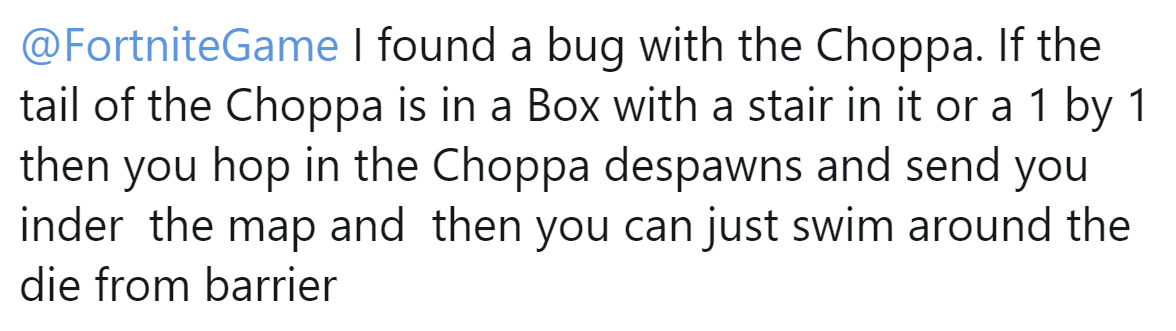 @FortniteGame I found a bug with the Choppa. If the
tail of the Choppa is in a Box with a stair in it or a 1 by 1
then you hop in the Choppa despawns and send you
inder  the map and  then you can just swim around the
die from barrier